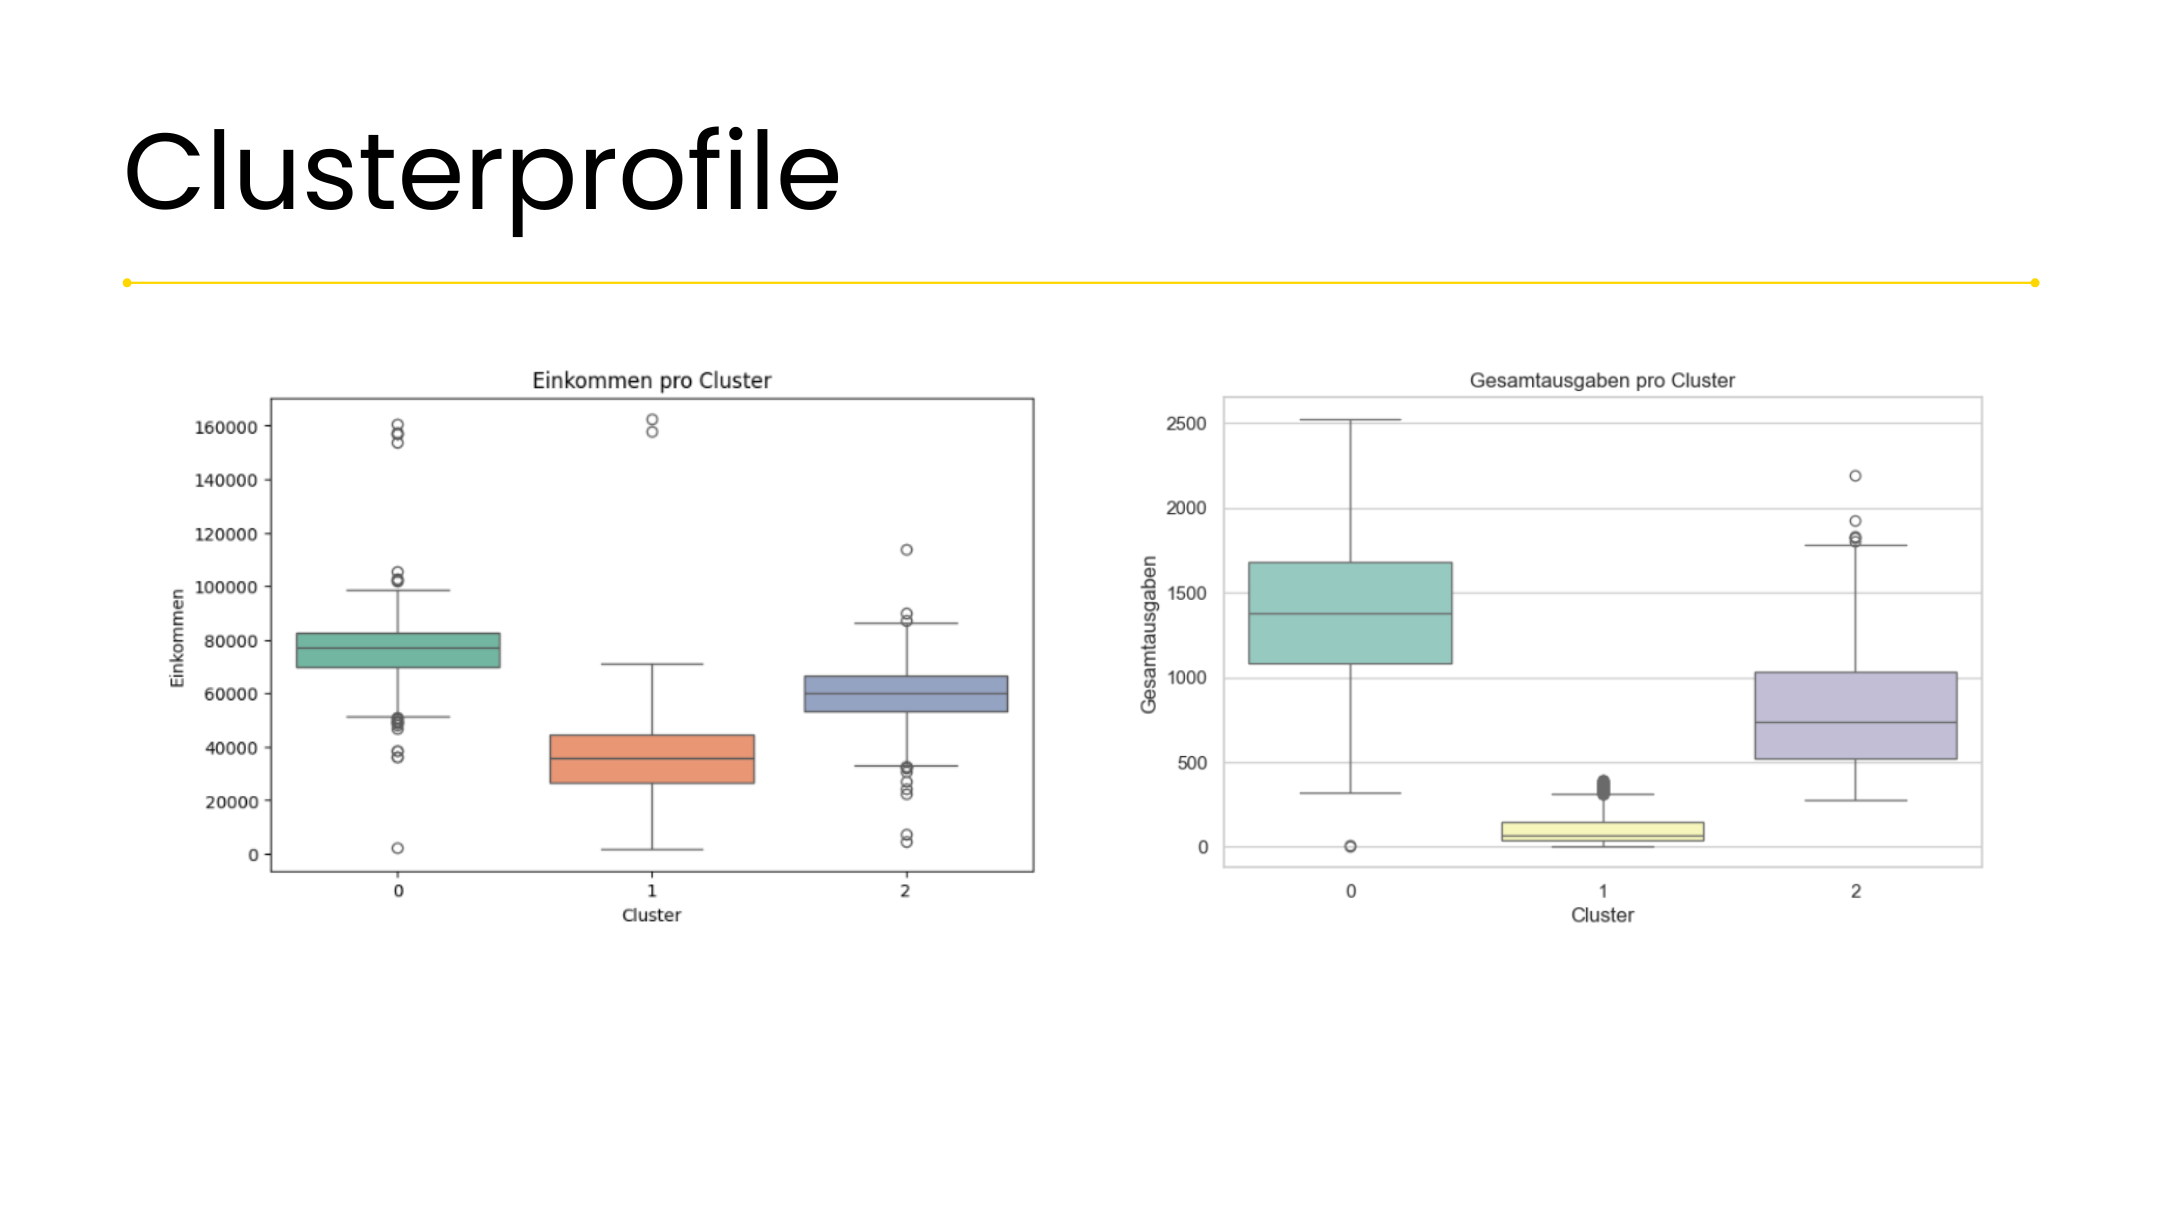 Clusterprofile
Einkommen pro Cluster
160000
140000
120000
100000
80000
60000
40000
20000
0
Einkommen
0 1 2
Cluster
Gesamtausgaben pro Cluster
2500
2000
1500
1000
500
0
Gesamtausgaben
0 1 2
Cluster